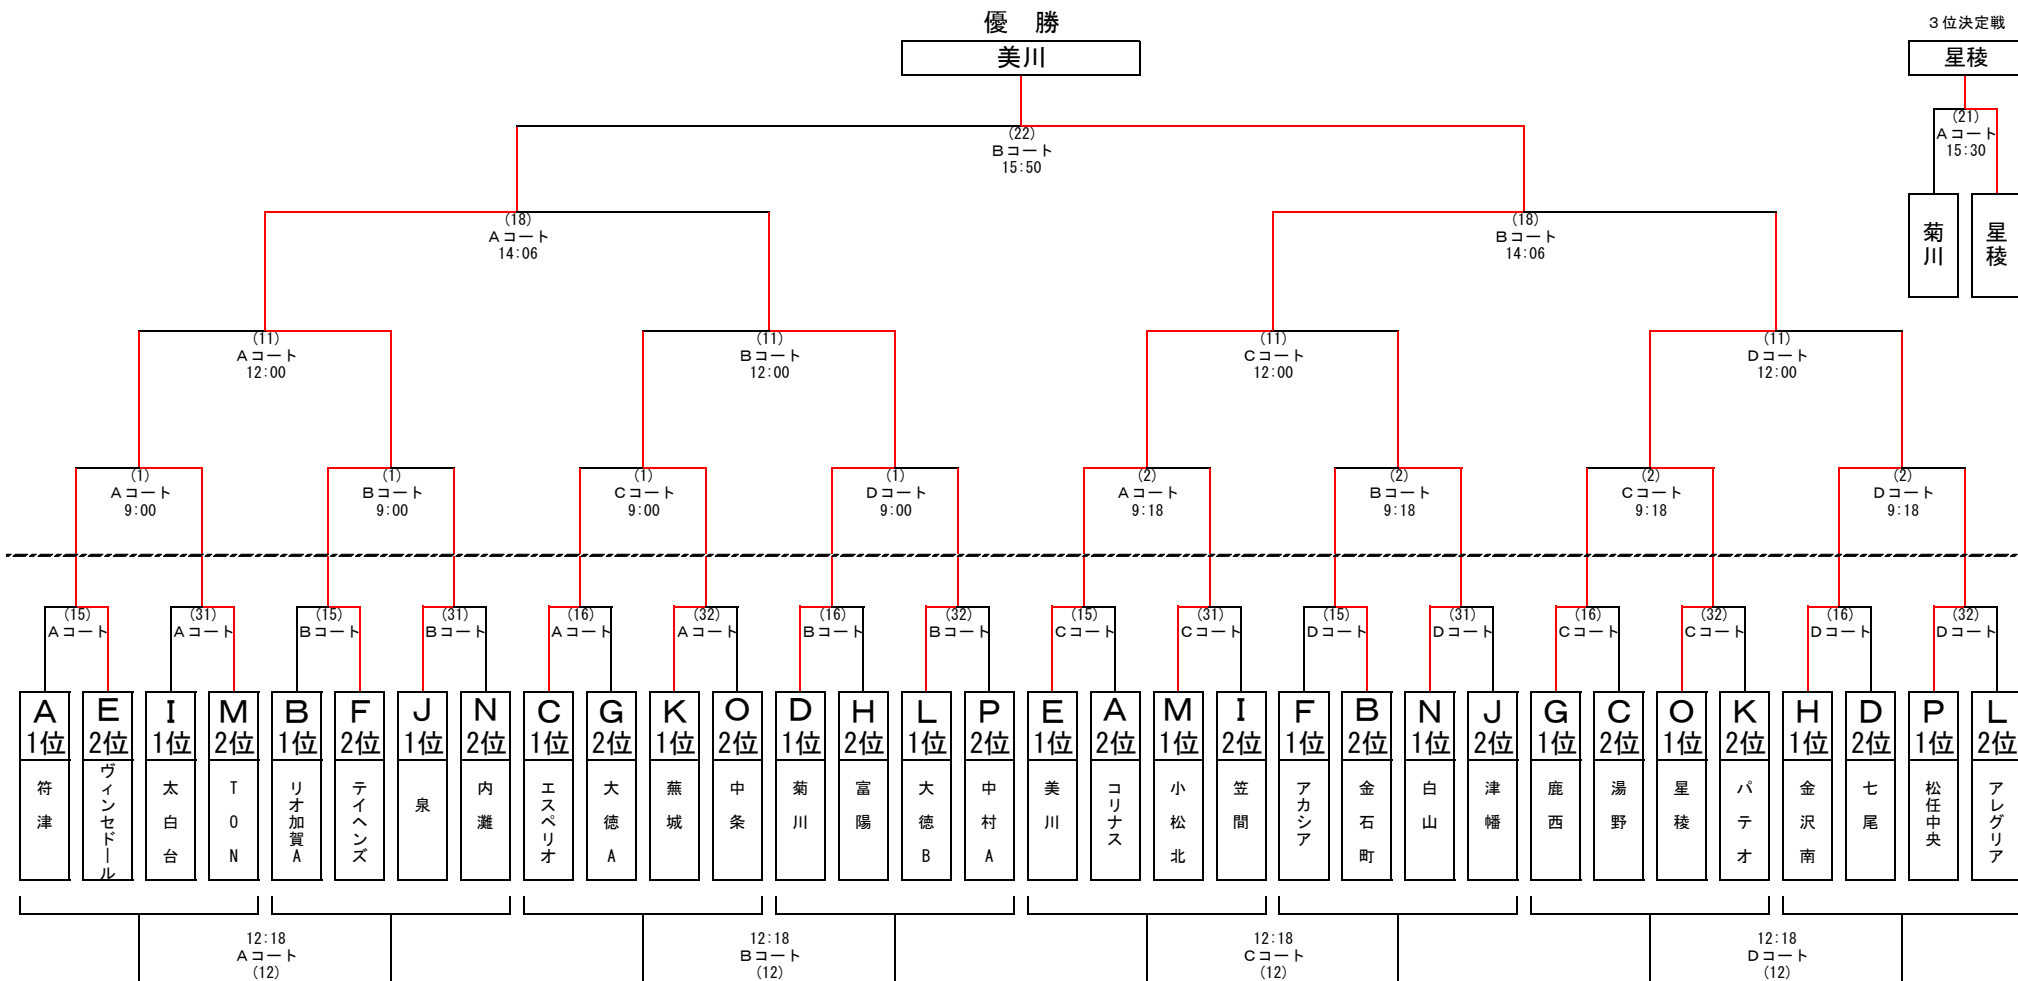 優　勝
３位決定戦
美川
星稜
(21)
Aコート
15:30
(22)
Bコート
15:50
菊川
星稜
(18)
Aコート
14:06
(18)
Bコート
14:06
(11)
Aコート
12:00
(11)
Bコート
12:00
(11)
Cコート
12:00
(11)
Dコート
12:00
(1)
Aコート
9:00
(1)
Bコート
9:00
(1)
Cコート
9:00
(1)
Dコート
9:00
(2)
Aコート
9:18
(2)
Bコート
9:18
(2)
Cコート
9:18
(2)
Dコート
9:18
(15)
Aコート
(31)
Aコート
(15)
Bコート
(31)
Bコート
(16)
Aコート
(32)
Aコート
(16)
Bコート
(32)
Bコート
(15)
Cコート
(31)
Cコート
(15)
Dコート
(31)
Dコート
(16)
Cコート
(32)
Cコート
(16)
Dコート
(32)
Dコート
A
1位
符津
E
2位
ヴィンセドール
I
1位
太白台
M
2位
TON
B
1位
リオ加賀A
F
2位
テイヘンズ
J
1位
泉
N
2位
内灘
C
1位
エスペリオ
G
2位
大徳A
K
1位
蕪城
O
2位
中条
D
1位
菊川
H
2位
富陽
L
1位
大徳B
P
2位
中村A
E
1位
美川
A
2位
コリナス
M
1位
小松北
I
2位
笠間
F
1位
アカシア
B
2位
金石町
N
1位
白山
J
2位
津幡
G
1位
鹿西
C
2位
湯野
O
1位
星稜
K
2位
パテオ
H
1位
金沢南
D
2位
七尾
P
1位
松任中央
L
2位
アレグリア
12:18
Aコート
(12)
12:18
Bコート
(12)
12:18
Cコート
(12)
12:18
Dコート
(12)